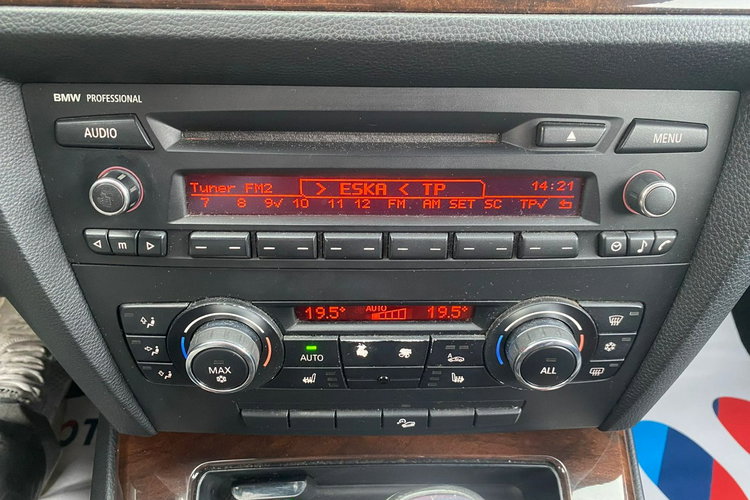 BMW PROFESSIONAL
AUDIO
MENU
Tuner FM2 > ESKA < TP 14:21
7 8 9√ 10 11 12 FM AM SET SC TP√
m
19.5° AUTO 19.5°
AUTO
MAX
ALL